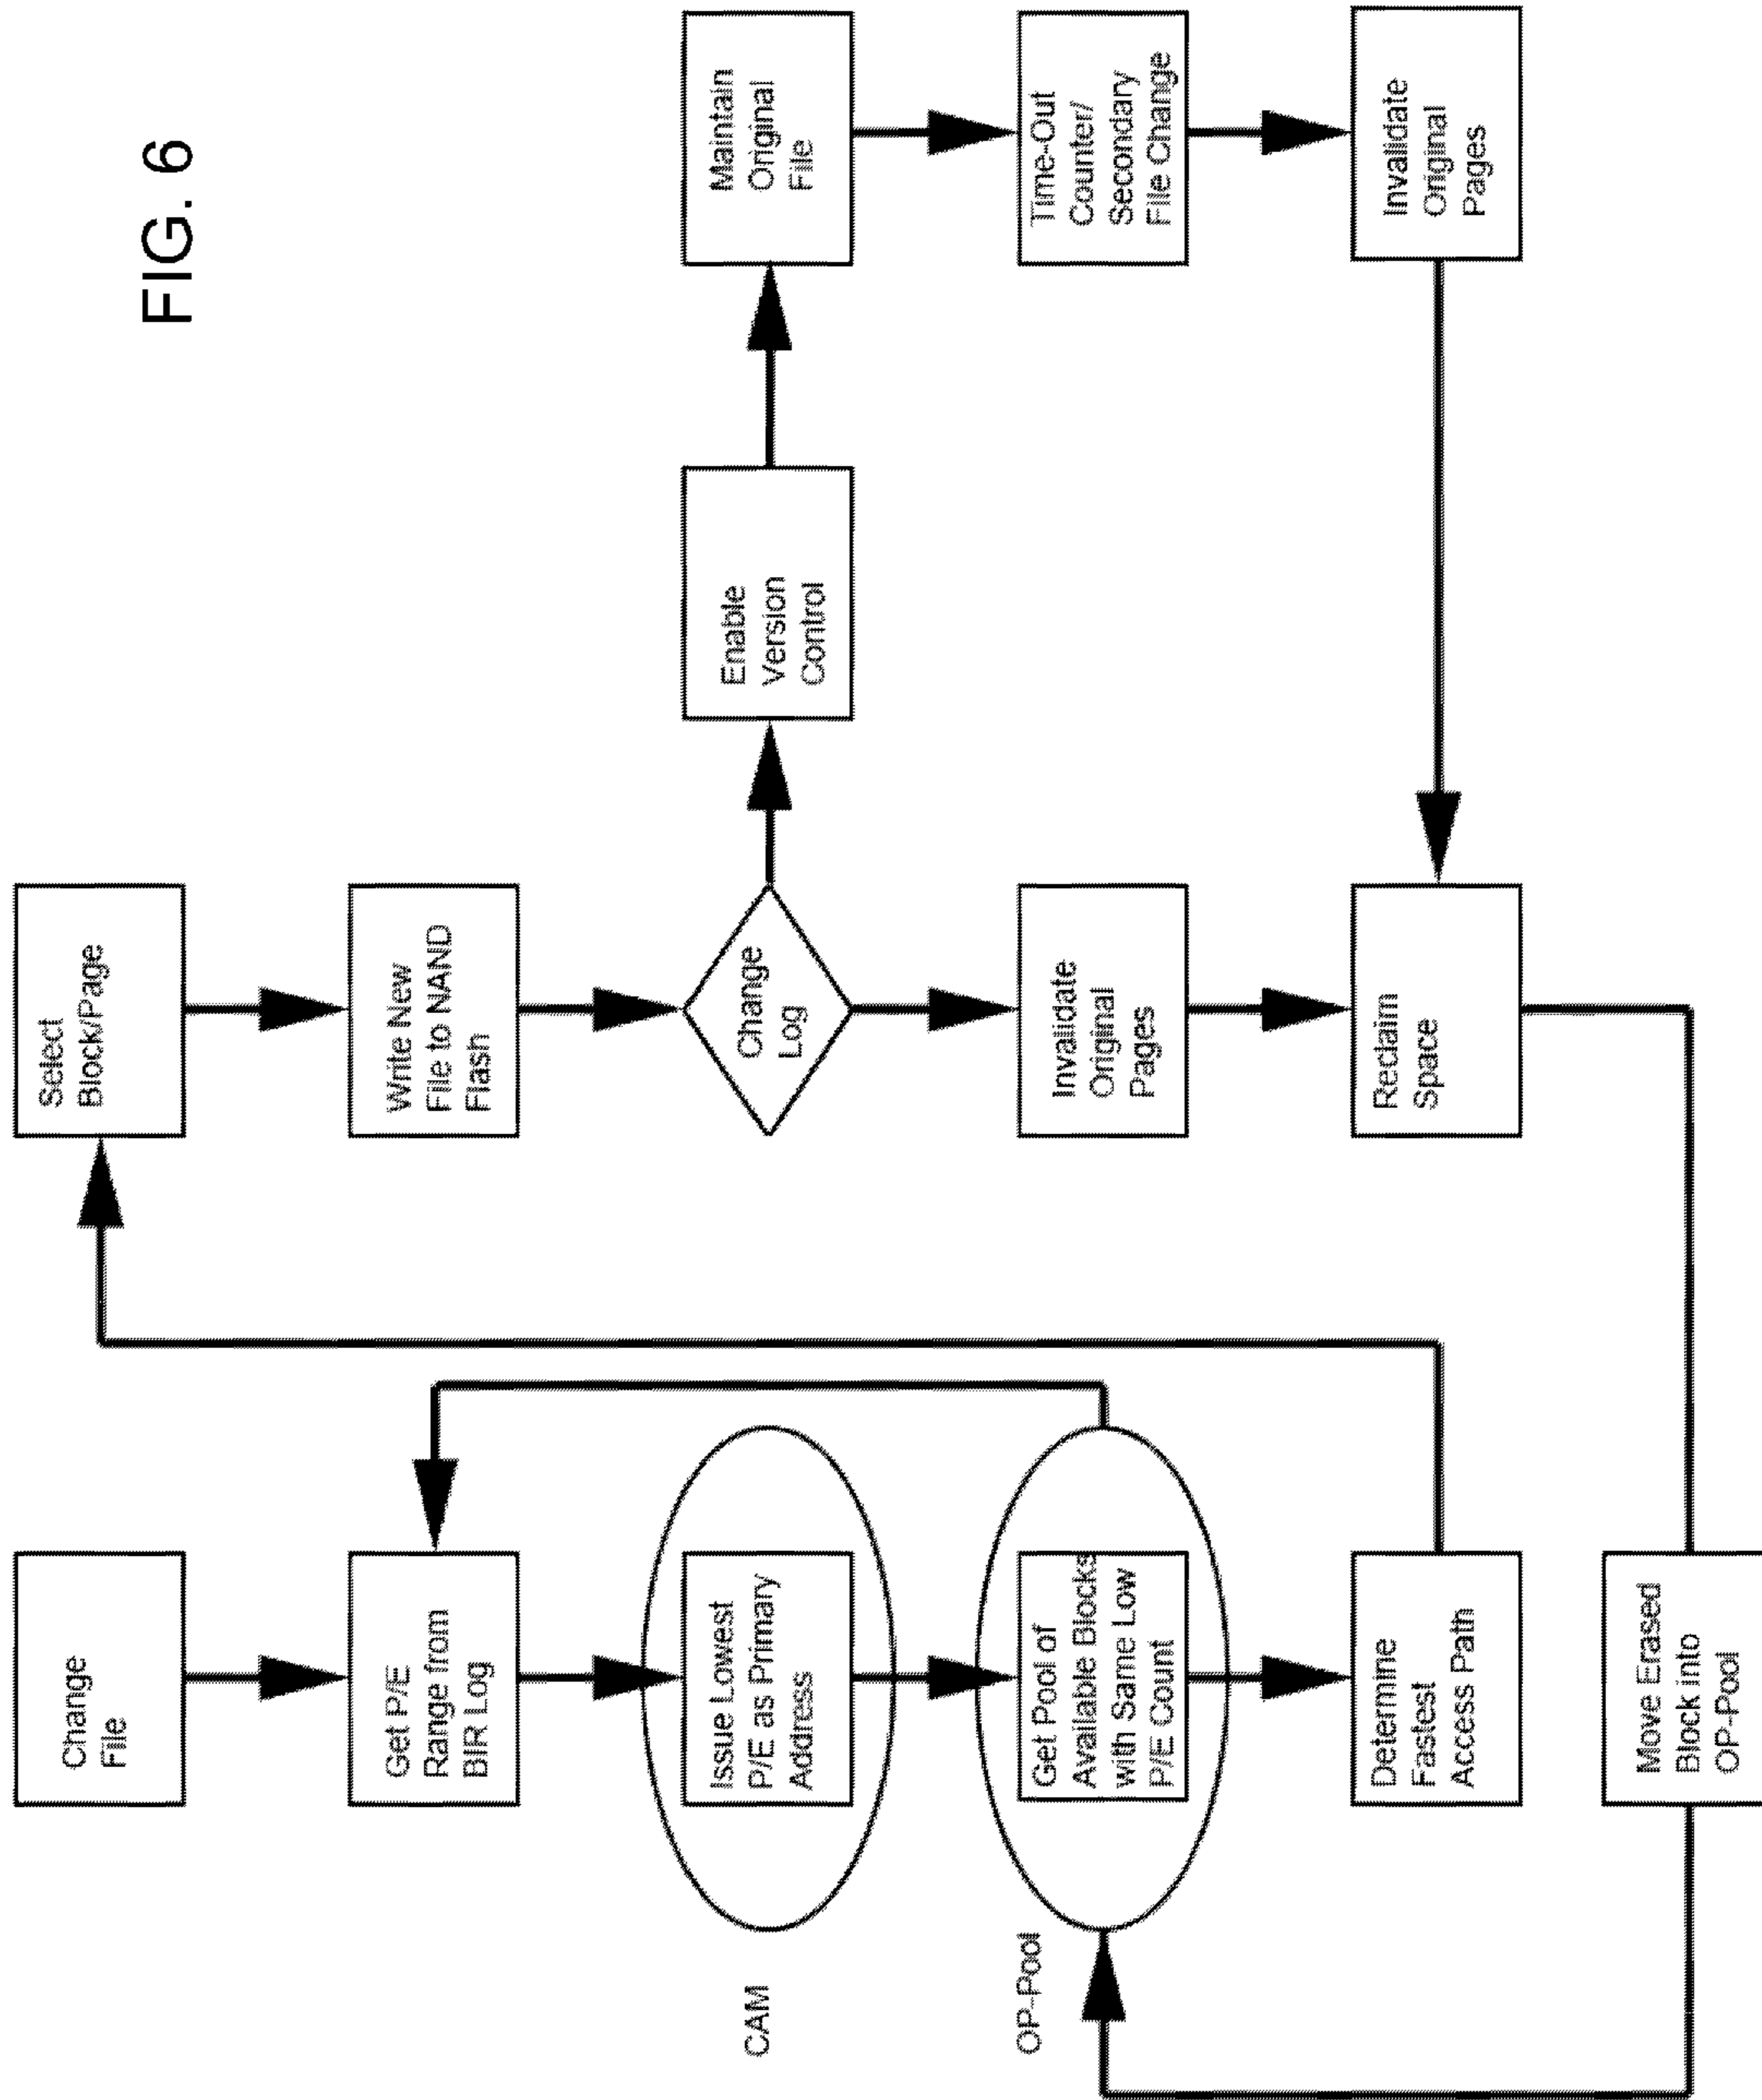 FIG. 6
Change
File
Get P/E
Range from
BIR Log
CAM
Issue Lowest
P/E as Primary
Address
OP-Pool
Get Pool of
Available Blocks
with Same Low
P/E Count
Determine
Fastest
Access Path
Move Erased
Block into
OP-Pool
Select
Block/Page
Write New
File to NAND
Flash
Change
Log
Invalidate
Original
Pages
Reclaim
Space
Enable
Version
Control
Maintain
Original
File
Time-Out
Counter/
Secondary
File Change
Invalidate
Original
Pages